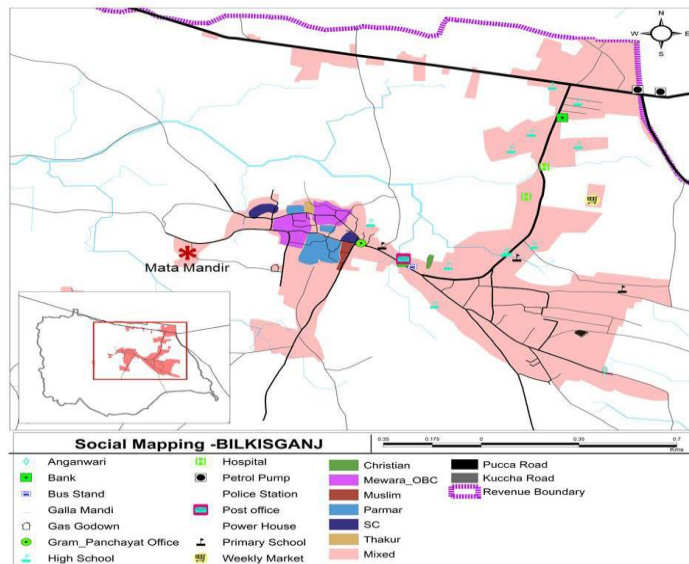 N
W E
S
Mata Mandir
Social Mapping -BILKISGANJ
0.35 0.175 0 0.35 0.7
Kms
Anganwari
Bank
Bus Stand
Galla Mandi
Gas Godown
Gram_Panchayat Office
High School
Hospital
Petrol Pump
Police Station
Post office
Power House
Primary School
Weekly Market
Christian
Mewara_OBC
Muslim
Parmar
SC
Thakur
Mixed
Pucca Road
Kuccha Road
Revenue Boundary